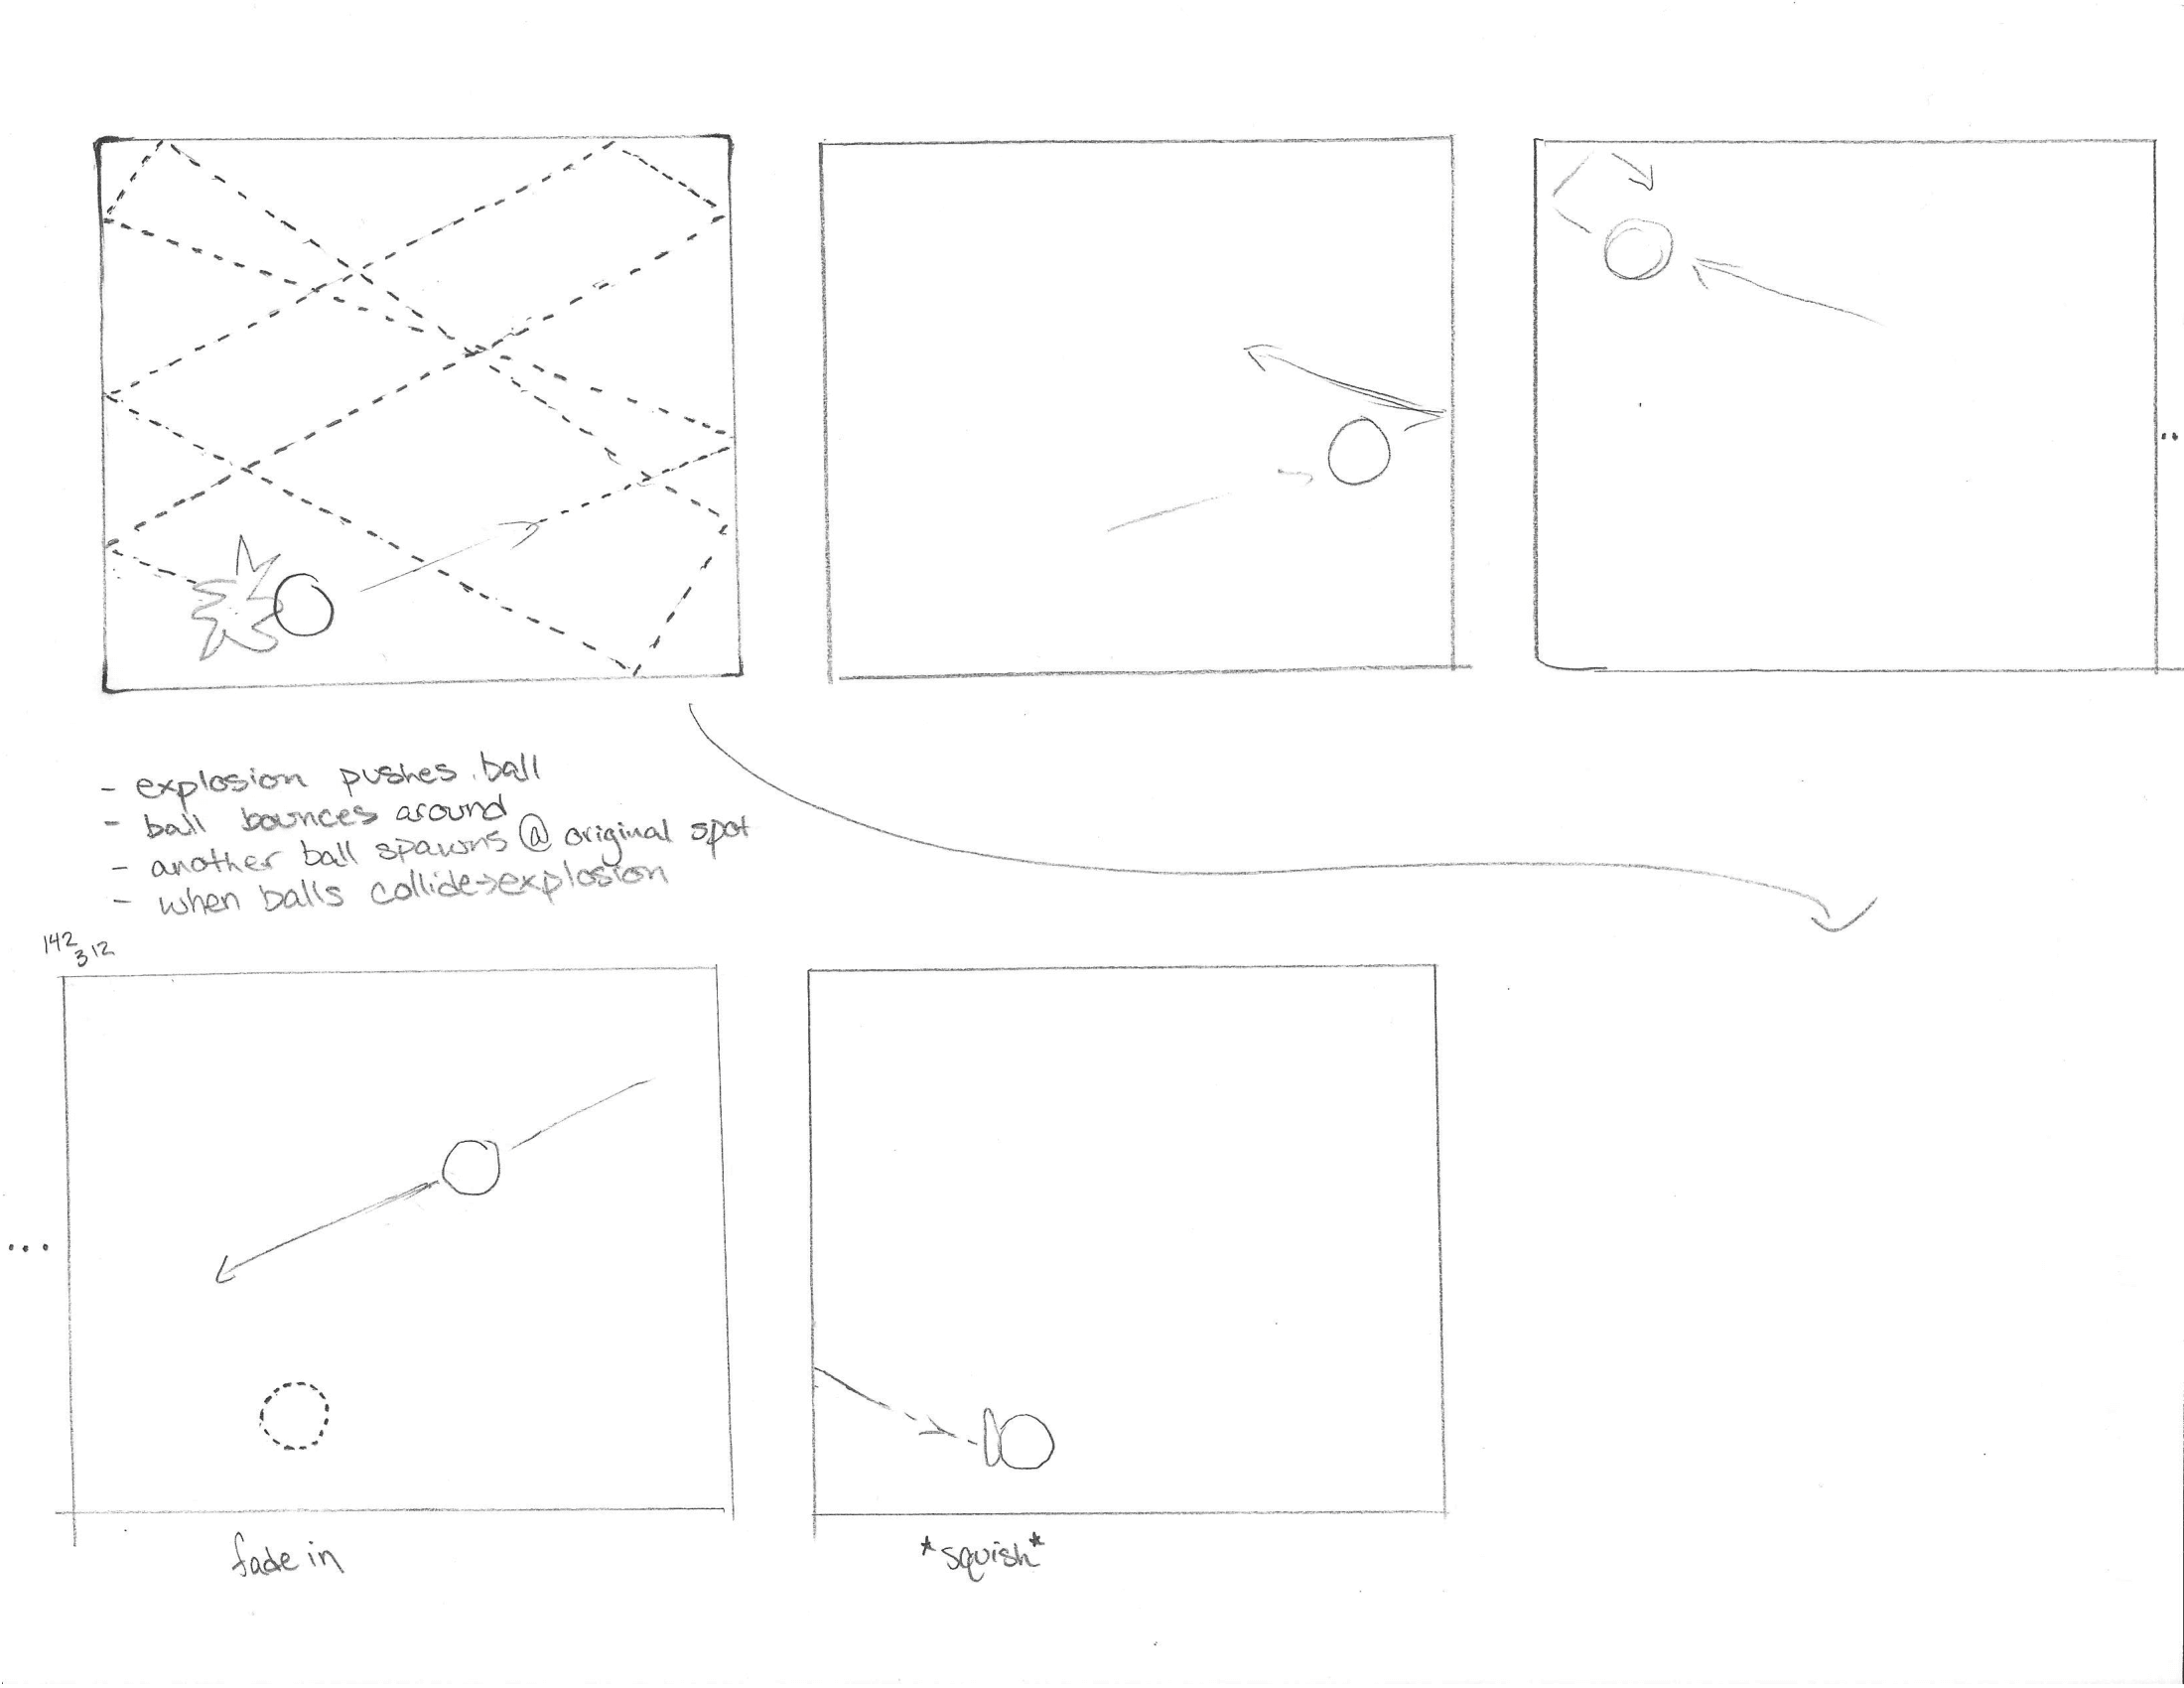 - explosion pushes ball
- ball bounces around
- another ball spawns @ original spot
- when balls collide->explosion
142
312
...
fade in
*squish*